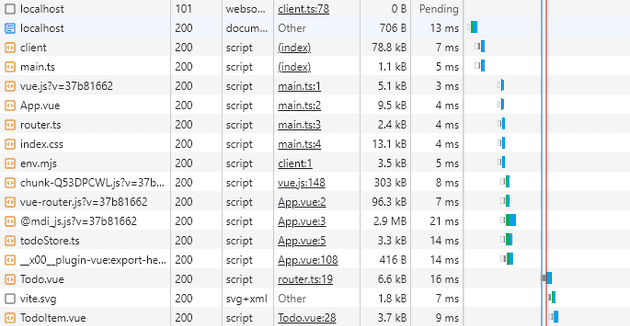 localhost 101 webso... client.ts:78 0 B Pending
localhost 200 docum... Other 706 B 13 ms
client 200 script (index) 78.8 kB 7 ms
main.ts 200 script (index) 1.1 kB 5 ms
vue.js?v=37b81662 200 script main.ts:1 5.1 kB 3 ms
App.vue 200 script main.ts:2 9.5 kB 4 ms
router.ts 200 script main.ts:3 2.4 kB 4 ms
index.css 200 script main.ts:4 13.1 kB 4 ms
env.mjs 200 script client:1 3.5 kB 5 ms
chunk-Q53DPCWL.js?v=37b... 200 script vue.js:148 303 kB 8 ms
vue-router.js?v=37b81662 200 script App.vue:2 96.3 kB 7 ms
@mdi_js.js?v=37b81662 200 script App.vue:3 2.9 MB 21 ms
todoStore.ts 200 script App.vue:5 3.3 kB 14 ms
__x00__plugin-vue:export-he... 200 script App.vue:108 416 B 14 ms
Todo.vue 200 script router.ts:19 6.6 kB 16 ms
vite.svg 200 svg+xml Other 1.8 kB 7 ms
TodoItem.vue 200 script Todo.vue:28 3.7 kB 9 ms